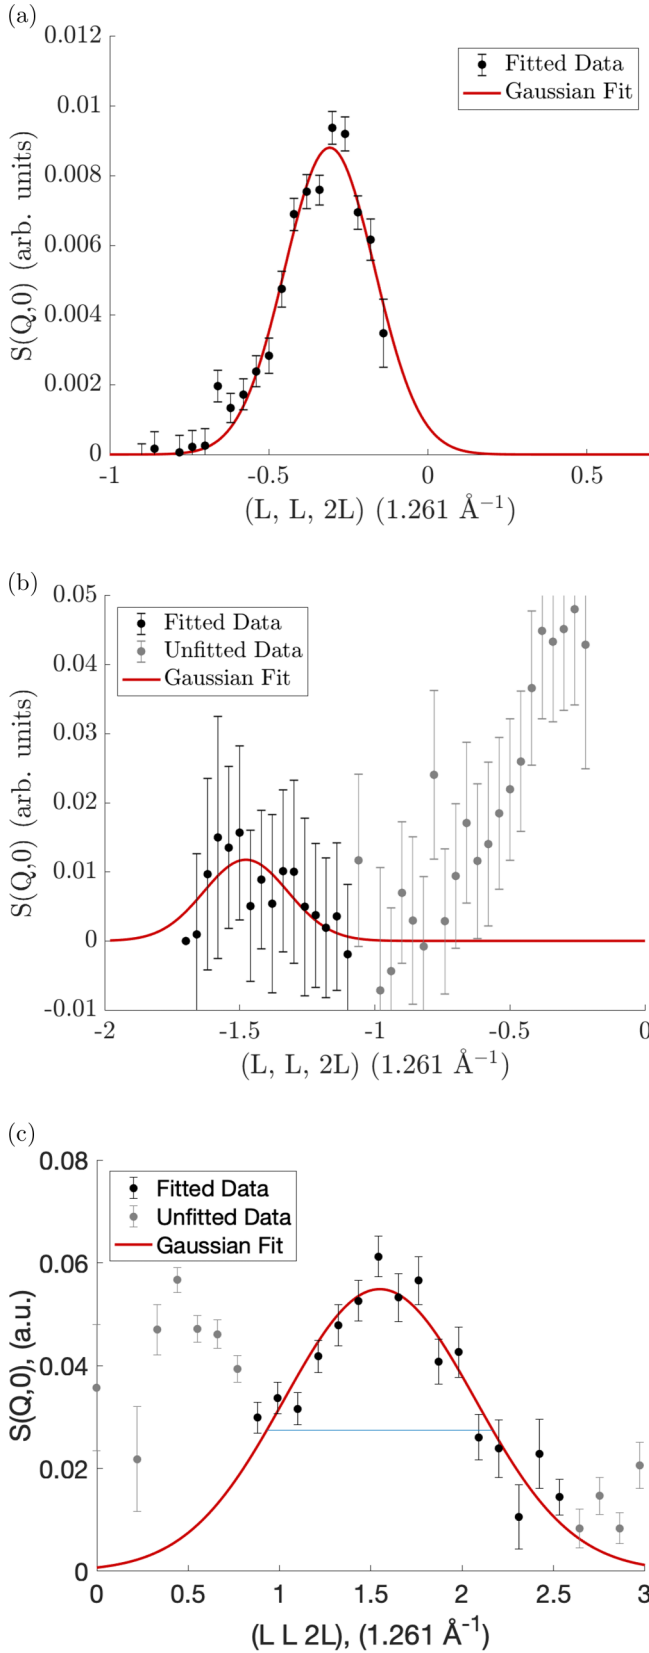 (a)
0.012
0.01
0.008
0.006
0.004
0.002
0
S(Q,0) (arb. units)
Fitted Data
Gaussian Fit
-1
-0.5
0
0.5
(L, L, 2L) (1.261 Å⁻¹)
(b)
0.05
0.04
0.03
0.02
0.01
0
-0.01
S(Q,0) (arb. units)
Fitted Data
Unfitted Data
Gaussian Fit
-2
-1.5
-1
-0.5
0
(L, L, 2L) (1.261 Å⁻¹)
(c)
0.08
0.06
0.04
0.02
0
S(Q,0), (a.u.)
Fitted Data
Unfitted Data
Gaussian Fit
0
0.5
1
1.5
2
2.5
3
(L L 2L), (1.261 Å⁻¹)